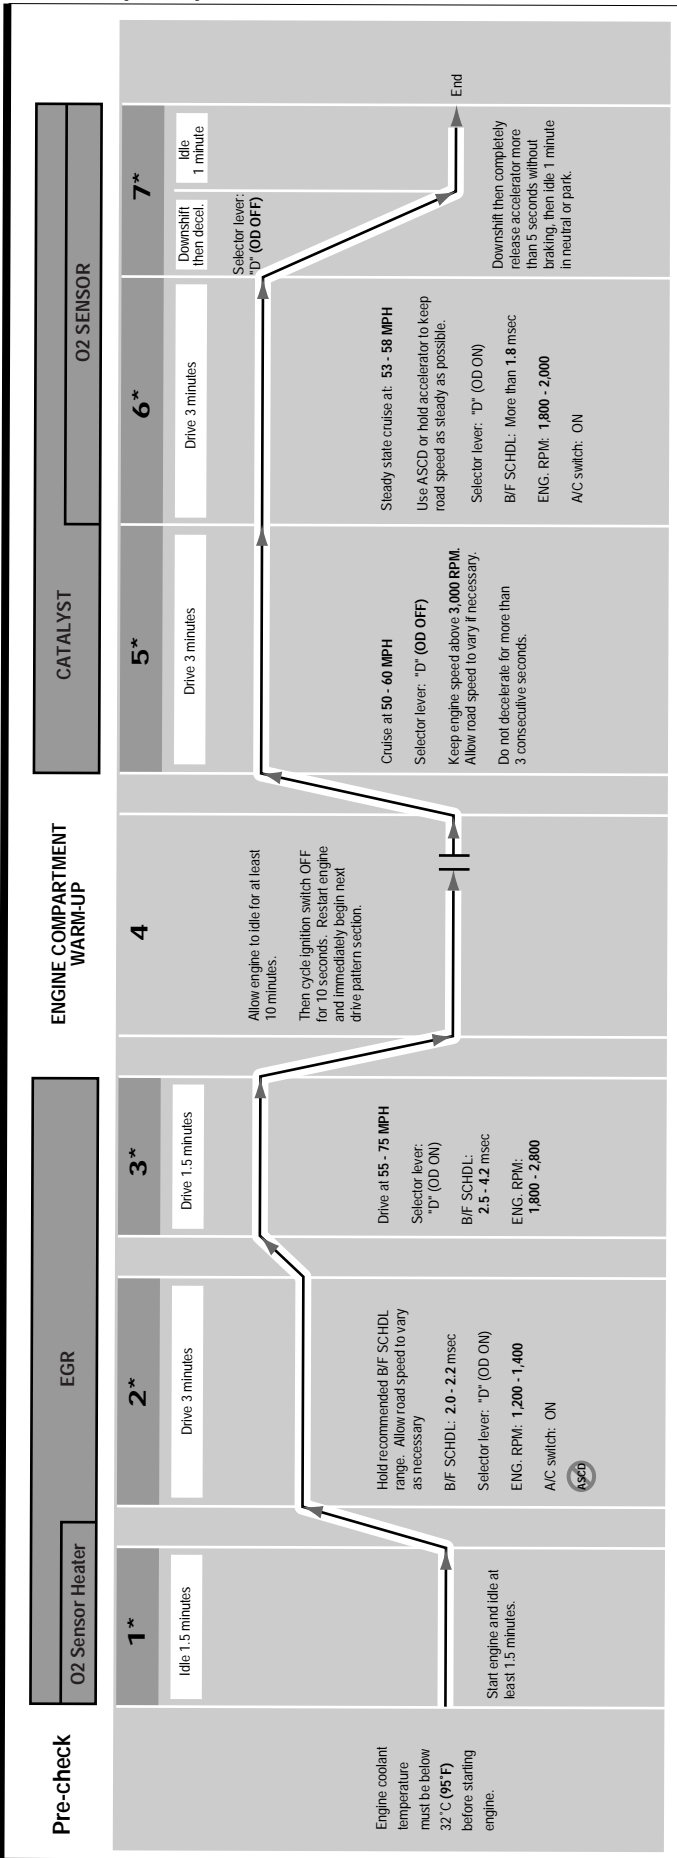 Pre-check
Engine coolant
temperature
must be below
32˚C (95˚F)
before starting
engine.
EGR
O2 Sensor Heater
1*
Idle 1.5 minutes
Start engine and idle at
least 1.5 minutes.
2*
Drive 3 minutes
Hold recommended B/F SCHDL
range. Allow road speed to vary
as necessary
B/F SCHDL: 2.0 - 2.2 msec
Selector lever: "D" (OD ON)
ENG. RPM: 1,200 - 1,400
A/C switch: ON
ASCD
3*
Drive 1.5 minutes
Drive at 55 - 75 MPH
Selector lever:
"D" (OD ON)
B/F SCHDL:
2.5 - 4.2 msec
ENG. RPM:
1,800 - 2,800
ENGINE COMPARTMENT
WARM-UP
4
Allow engine to idle for at least
10 minutes.
Then cycle ignition switch OFF
for 10 seconds. Restart engine
and immediately begin next
drive pattern section.
CATALYST
O2 SENSOR
5*
Drive 3 minutes
Cruise at 50 - 60 MPH
Selector lever: "D" (OD OFF)
Keep engine speed above 3,000 RPM.
Allow road speed to vary if necessary.
Do not decelerate for more than
3 consecutive seconds.
6*
Drive 3 minutes
Steady state cruise at: 53 - 58 MPH
Use ASCD or hold accelerator to keep
road speed as steady as possible.
Selector lever: "D" (OD ON)
B/F SCHDL: More than 1.8 msec
ENG. RPM: 1,800 - 2,000
A/C switch: ON
7*
Downshift
then decel.
Idle
1 minute
Selector lever:
"D" (OD OFF)
End
Downshift then completely
release accelerator more
than 5 seconds without
braking, then idle 1 minute
in neutral or park.